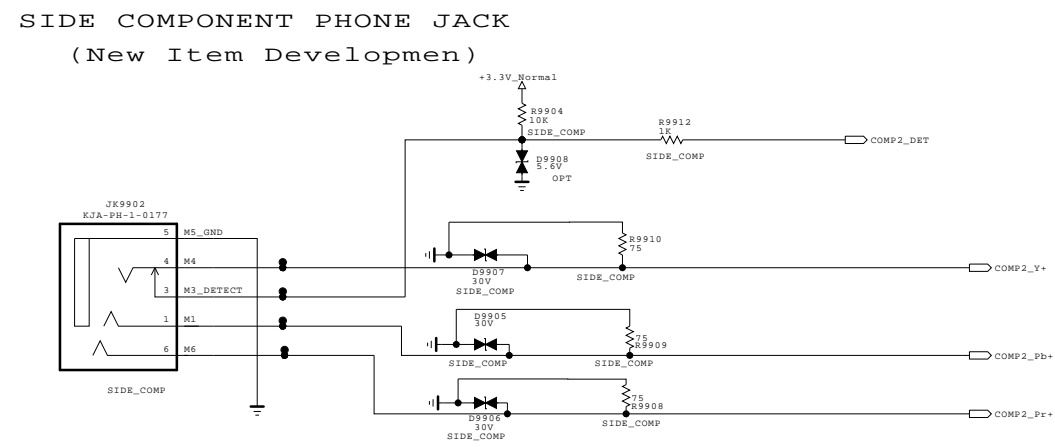 SIDE COMPONENT PHONE JACK
(New Item Developmen)
+3.3V_Normal
R9904
10K
SIDE_COMP
R9912
1K
SIDE_COMP
COMP2_DET
D9908
5.6V
OPT
JK9902
KJA-PH-1-0177
5 M5_GND
4 M4
3 M3_DETECT
1 M1
6 M6
SIDE_COMP
R9910
75
SIDE_COMP
D9907
30V
SIDE_COMP
COMP2_Y+
D9905
30V
SIDE_COMP
75
R9909
SIDE_COMP
COMP2_Pb+
D9906
30V
SIDE_COMP
75
R9908
SIDE_COMP
COMP2_Pr+